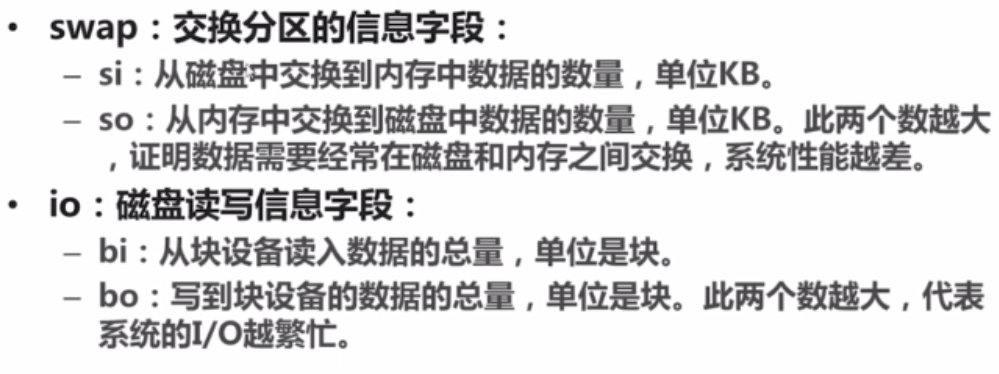 • swap：交换分区的信息字段：
– si：从磁盘中交换到内存中数据的数量，单位KB。
– so：从内存中交换到磁盘中数据的数量，单位KB。此两个数越大
，证明数据需要经常在磁盘和内存之间交换，系统性能越差。
• io：磁盘读写信息字段：
– bi：从块设备读入数据的总量，单位是块。
– bo：写到块设备的数据的总量，单位是块。此两个数越大，代表
系统的I/O越繁忙。